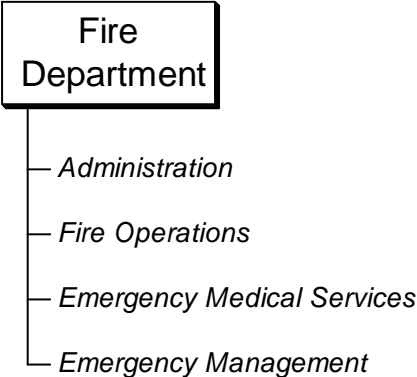 Fire
Department
Administration
Fire Operations
Emergency Medical Services
Emergency Management